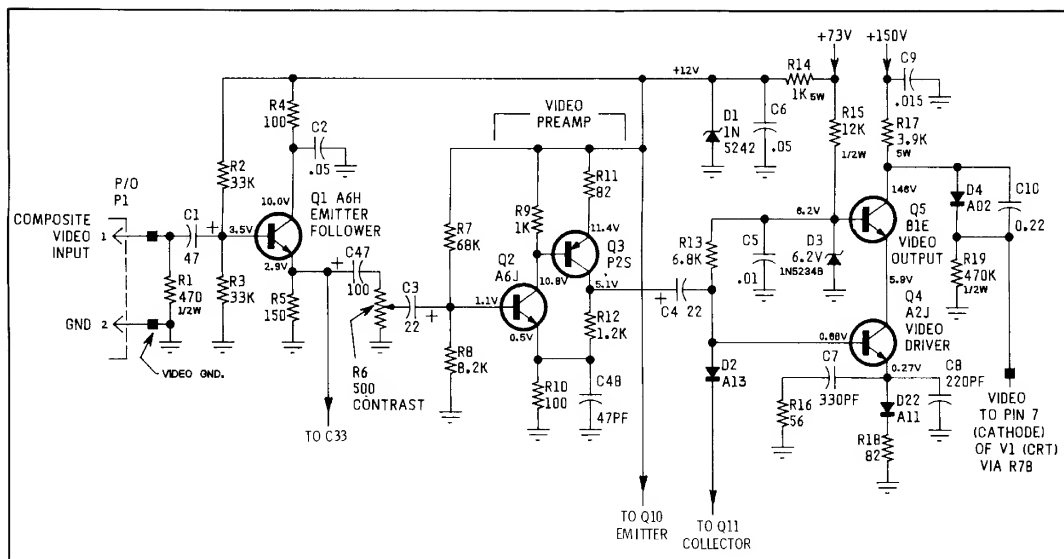 +73V
+150V
+12V
R14
1K 5W
C9
.015
R4
100
C2
.05
VIDEO
PREAMP
D1
1N
5242
C6
.05
R15
12K
1/2W
R17
3.9K
5W
P/O
P1
R2
33K
Q1 A6H
EMITTER
FOLLOWER
10.0V
3.5V
2.9V
COMPOSITE
VIDEO
INPUT
1
C1
47
+
R1
470
1/2W
R3
33K
R5
150
GND
2
VIDEO GND.
+
C47
100
C3
22
+
R6
500
CONTRAST
TO C33
R7
68K
R8
8.2K
R9
1K
R11
82
11.4V
Q3
P2S
10.8V
5.1V
Q2
A6J
1.1V
0.5V
R12
1.2K
R10
100
C48
47PF
+
C4 22
R13
6.8K
C5
.01
6.2V
D3
6.2V
1N5234B
146V
Q5
B1E
VIDEO
OUTPUT
D4
A02
C10
0.22
R19
470K
1/2W
5.9V
Q4
A2J
VIDEO
DRIVER
0.68V
0.27V
D2
A13
C7
330PF
R16
56
D22
A11
C8
220PF
R18
82
TO Q10
EMITTER
TO Q11
COLLECTOR
VIDEO
TO PIN 7
(CATHODE)
OF V1 (CRT)
VIA R78